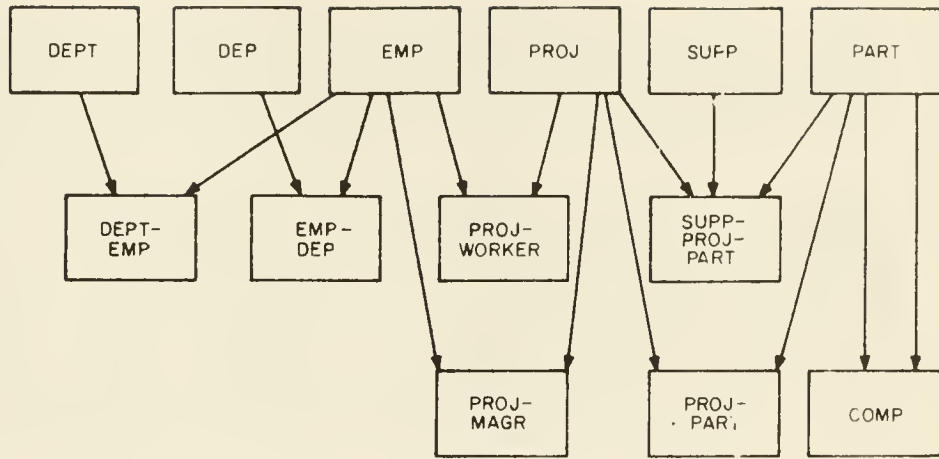 DEPT
DEP
EMP
PROJ
SUPP
PART
DEPT-
EMP
EMP-
DEP
PROJ-
WORKER
SUPP-
PROJ-
PART
PROJ-
MAGR
PROJ-
PART
COMP